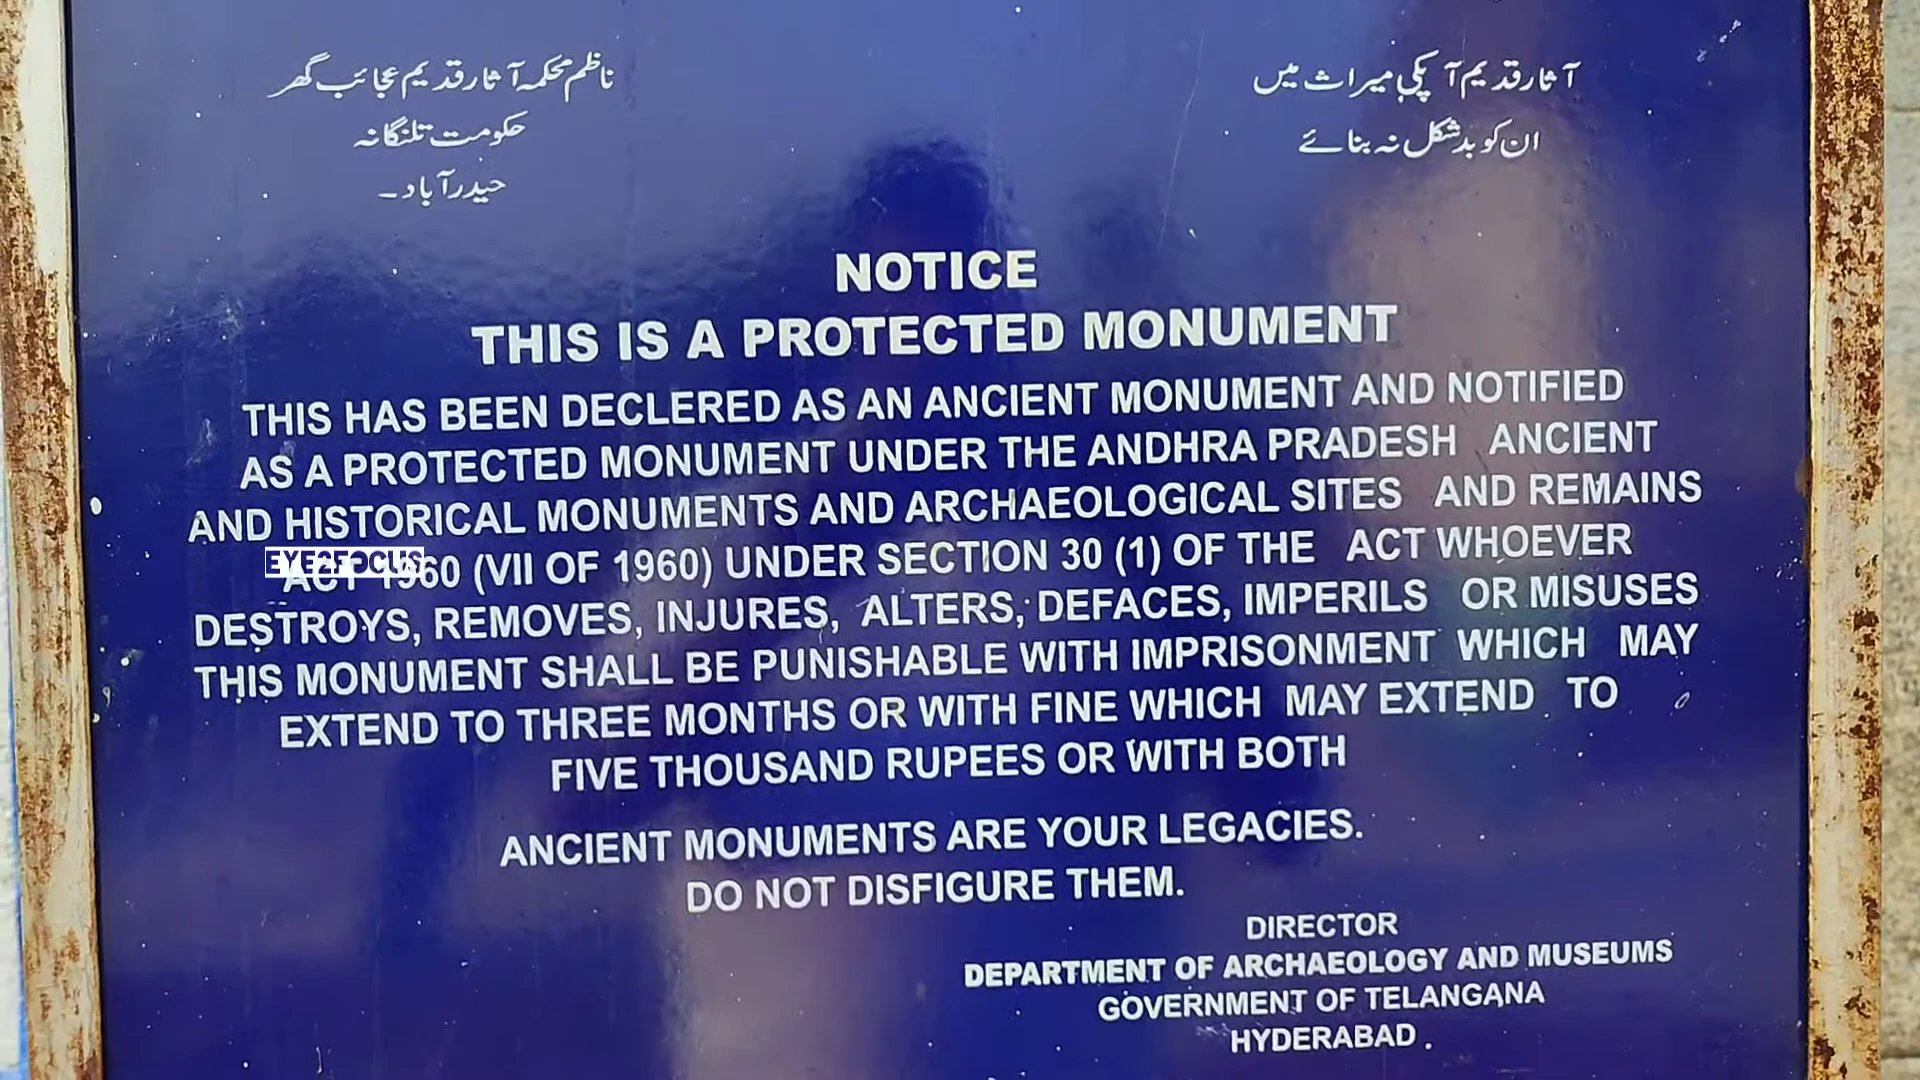 آثار قدیم آپکی میراث میں
ان کو بد شکل نہ بنائے
ناظم محکمہ آثار قدیم عجائب گھر
حکومت تلنگانہ
حیدرآباد۔
NOTICE
THIS IS A PROTECTED MONUMENT
THIS HAS BEEN DECLERED AS AN ANCIENT MONUMENT AND NOTIFIED
AS A PROTECTED MONUMENT UNDER THE ANDHRA PRADESH ANCIENT
AND HISTORICAL MONUMENTS AND ARCHAEOLOGICAL SITES AND REMAINS
ACT 1960 (VII OF 1960) UNDER SECTION 30 (1) OF THE ACT WHOEVER
EYE2FOCUS
DESTROYS, REMOVES, INJURES, ALTERS, DEFACES, IMPERILS OR MISUSES
THIS MONUMENT SHALL BE PUNISHABLE WITH IMPRISONMENT WHICH MAY
EXTEND TO THREE MONTHS OR WITH FINE WHICH MAY EXTEND TO
FIVE THOUSAND RUPEES OR WITH BOTH
ANCIENT MONUMENTS ARE YOUR LEGACIES.
DO NOT DISFIGURE THEM.
DIRECTOR
DEPARTMENT OF ARCHAEOLOGY AND MUSEUMS
GOVERNMENT OF TELANGANA
HYDERABAD.